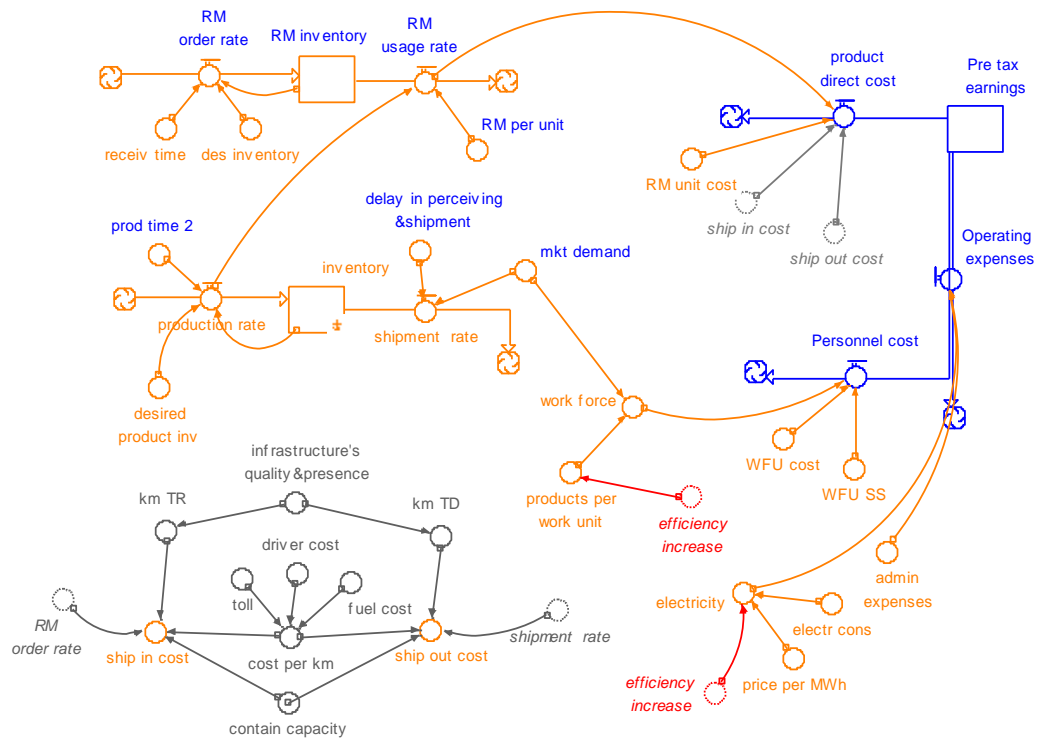 RM
order rate
RM inventory
RM
usage rate
product
direct cost
Pre tax
earnings
receiv time
des inventory
RM per unit
RM unit cost
ship in cost
ship out cost
prod time 2
delay in perceiving
&shipment
inventory
mkt demand
Operating
expenses
production rate
shipment rate
Personnel cost
desired
product inv
work force
WFU cost
WFU SS
infrastructure's
quality&presence
km TR
km TD
products per
work unit
efficiency
increase
driver cost
toll
fuel cost
electricity
admin
expenses
RM
order rate
ship in cost
cost per km
ship out cost
shipment rate
electr cons
price per MWh
efficiency
increase
contain capacity